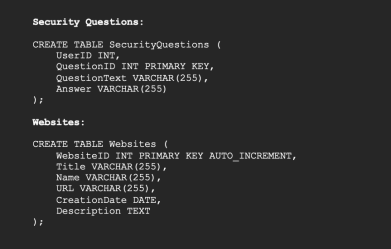 Security Questions:
CREATE TABLE SecurityQuestions (
    UserID INT,
    QuestionID INT PRIMARY KEY,
    QuestionText VARCHAR(255),
    Answer VARCHAR(255)
);
Websites:
CREATE TABLE Websites (
    WebsiteID INT PRIMARY KEY AUTO_INCREMENT,
    Title VARCHAR(255),
    Name VARCHAR(255),
    URL VARCHAR(255),
    CreationDate DATE,
    Description TEXT
);